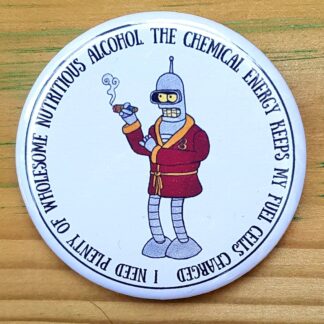 I NEED PLENTY OF WHOLESOME NUTRITIOUS ALCOHOL THE CHEMICAL ENERGY KEEPS MY FUEL CELLS CHARGED